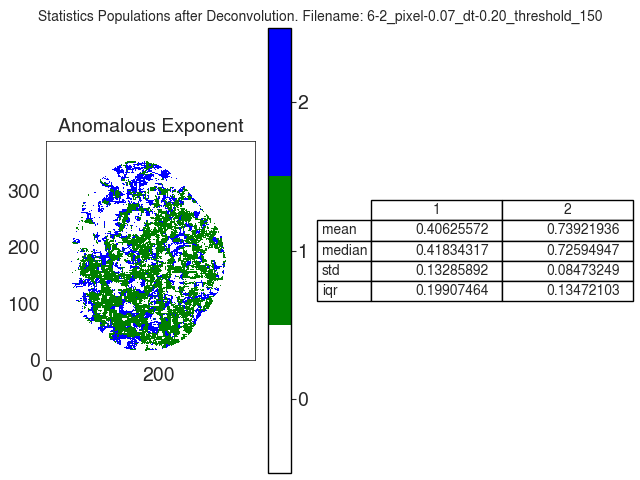 Statistics Populations after Deconvolution. Filename: 6-2_pixel-0.07_dt-0.20_threshold_150
Anomalous Exponent
300
200
100
0
0 200
2
1
0
1 2
mean 0.40625572 0.73921936
median 0.41834317 0.72594947
std 0.13285892 0.08473249
iqr 0.19907464 0.13472103